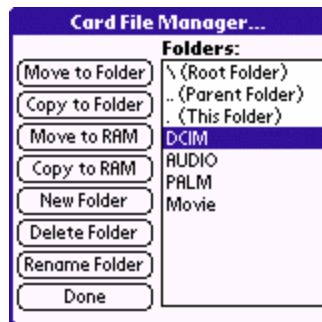 Card File Manager...
Folders:
Move to Folder
Copy to Folder
Move to RAM
Copy to RAM
New Folder
Delete Folder
Rename Folder
Done
\ (Root Folder)
.. (Parent Folder)
. (This Folder)
DCIM
AUDIO
PALM
Movie